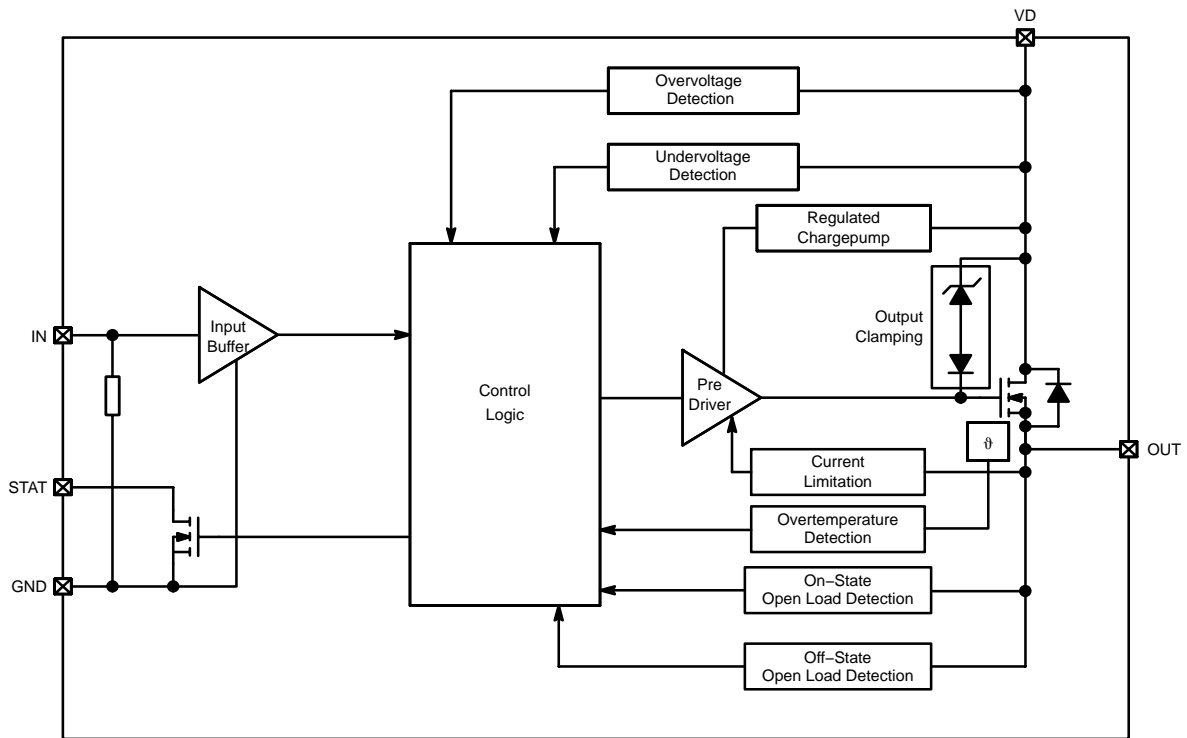 VD
Overvoltage
Detection
Undervoltage
Detection
Regulated
Chargepump
Output
Clamping
IN
Input
Buffer
Control
Logic
Pre
Driver
ϑ
OUT
Current
Limitation
STAT
Overtemperature
Detection
GND
On−State
Open Load Detection
Off−State
Open Load Detection